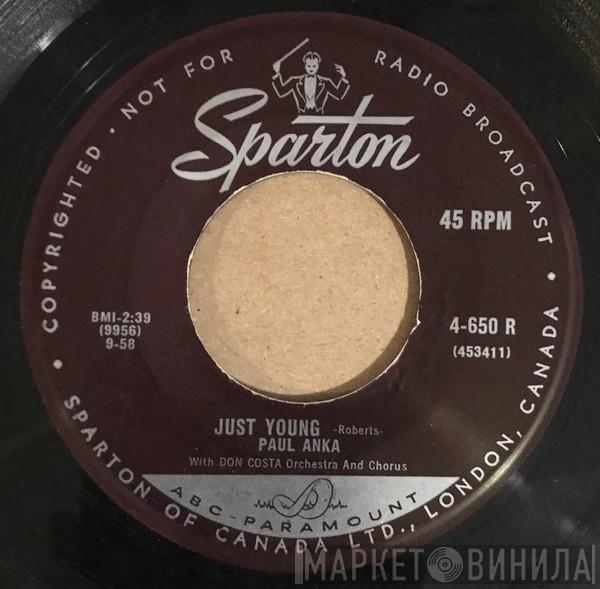 COPYRIGHTED • NOT FOR RADIO BROADCAST •
Sparton
45 RPM
BMI-2:39
(9956)
9-58
4-650 R
(453411)
JUST YOUNG -Roberts-
PAUL ANKA
With DON COSTA Orchestra And Chorus
ABC-PARAMOUNT
SPARTON OF CANADA LTD., LONDON, CANADA •
МАРКЕТ ВИНИЛА